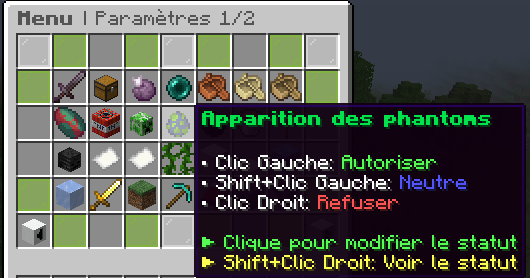 Menu | Paramètres 1/2
Apparition des phantoms
• Clic Gauche: Autoriser
• Shift+Clic Gauche: Neutre
• Clic Droit: Refuser
► Clique pour modifier le statut
► Shift+Clic Droit: Voir le statut